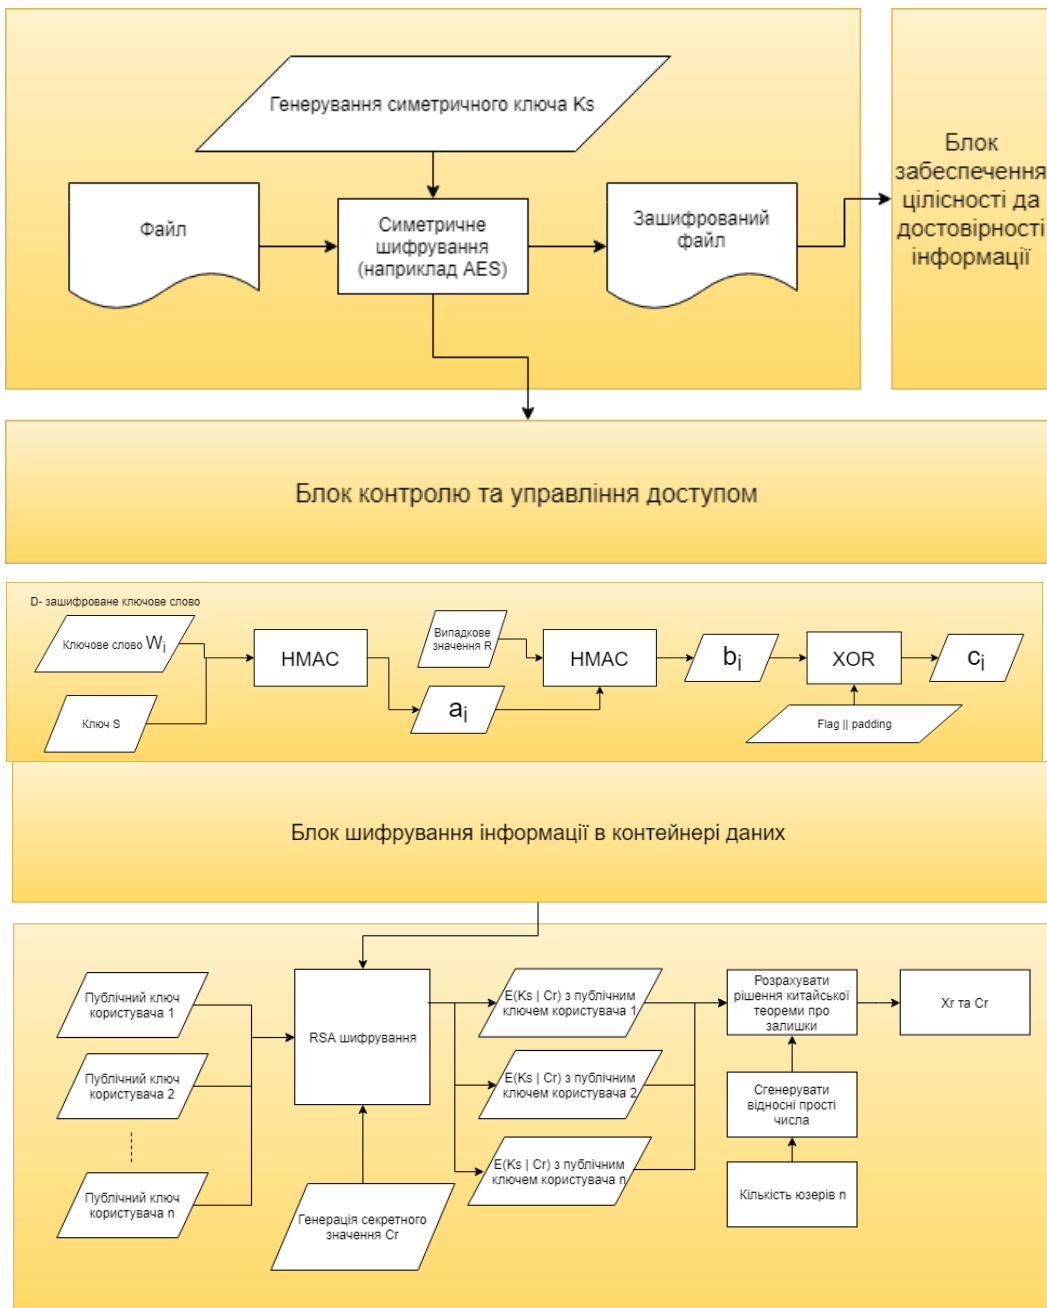 Генерування симетричного ключа Ks
Файл
Симетричне
шифрування
(наприклад AES)
Зашифрований
файл
Блок
забеспечення
цілісності да
достовірності
інформації
Блок контролю та управління доступом
D- зашифроване ключове слово
Ключове слово Wi
Ключ S
HMAC
ai
Випадкове
значення R
HMAC
bi
XOR
ci
Flag || padding
Блок шифрування інформації в контейнері даних
Публічний ключ
користувача 1
Публічний ключ
користувача 2
Публічний ключ
користувача n
RSA шифрування
Генерація секретного
значення Cr
E(Ks | Cr) з публічним
ключем користувача 1
E(Ks | Cr) з публічним
ключем користувача 2
E(Ks | Cr) з публічним
ключем користувача n
Розрахувати
рішення китайської
теореми про
залишки
Xr та Cr
Сгенерувати
відносні прості
числа
Кількість юзерів n